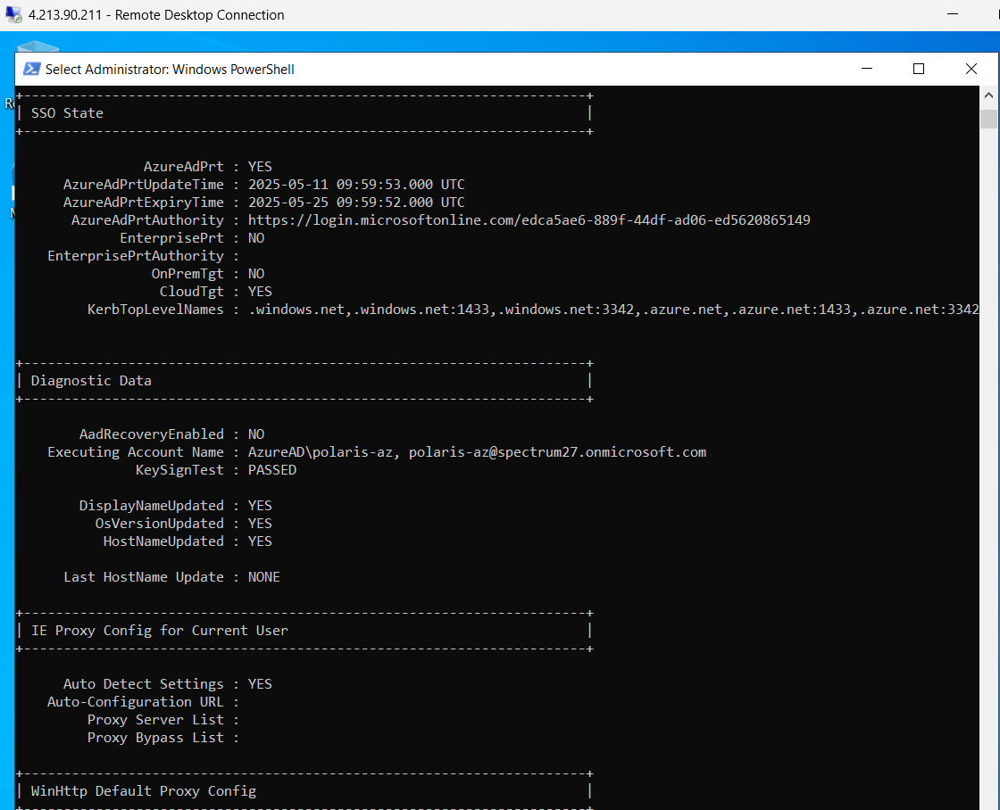 4.213.90.211 - Remote Desktop Connection
Select Administrator: Windows PowerShell
+----------------------------------------------------------------------+
| SSO State                                                            |
+----------------------------------------------------------------------+
AzureAdPrt : YES
AzureAdPrtUpdateTime : 2025-05-11 09:59:53.000 UTC
AzureAdPrtExpiryTime : 2025-05-25 09:59:52.000 UTC
AzureAdPrtAuthority : https://login.microsoftonline.com/edca5ae6-889f-44df-ad06-ed5620865149
EnterprisePrt : NO
EnterprisePrtAuthority :
OnPremTgt : NO
CloudTgt : YES
KerbTopLevelNames : .windows.net,.windows.net:1433,.windows.net:3342,.azure.net,.azure.net:1433,.azure.net:3342
+----------------------------------------------------------------------+
| Diagnostic Data                                                      |
+----------------------------------------------------------------------+
AadRecoveryEnabled : NO
Executing Account Name : AzureAD\polaris-az, polaris-az@spectrum27.onmicrosoft.com
KeySignTest : PASSED
DisplayNameUpdated : YES
OsVersionUpdated : YES
HostNameUpdated : YES
Last HostName Update : NONE
+----------------------------------------------------------------------+
| IE Proxy Config for Current User                                     |
+----------------------------------------------------------------------+
Auto Detect Settings : YES
Auto-Configuration URL :
Proxy Server List :
Proxy Bypass List :
+----------------------------------------------------------------------+
| WinHttp Default Proxy Config                                         |
+----------------------------------------------------------------------+